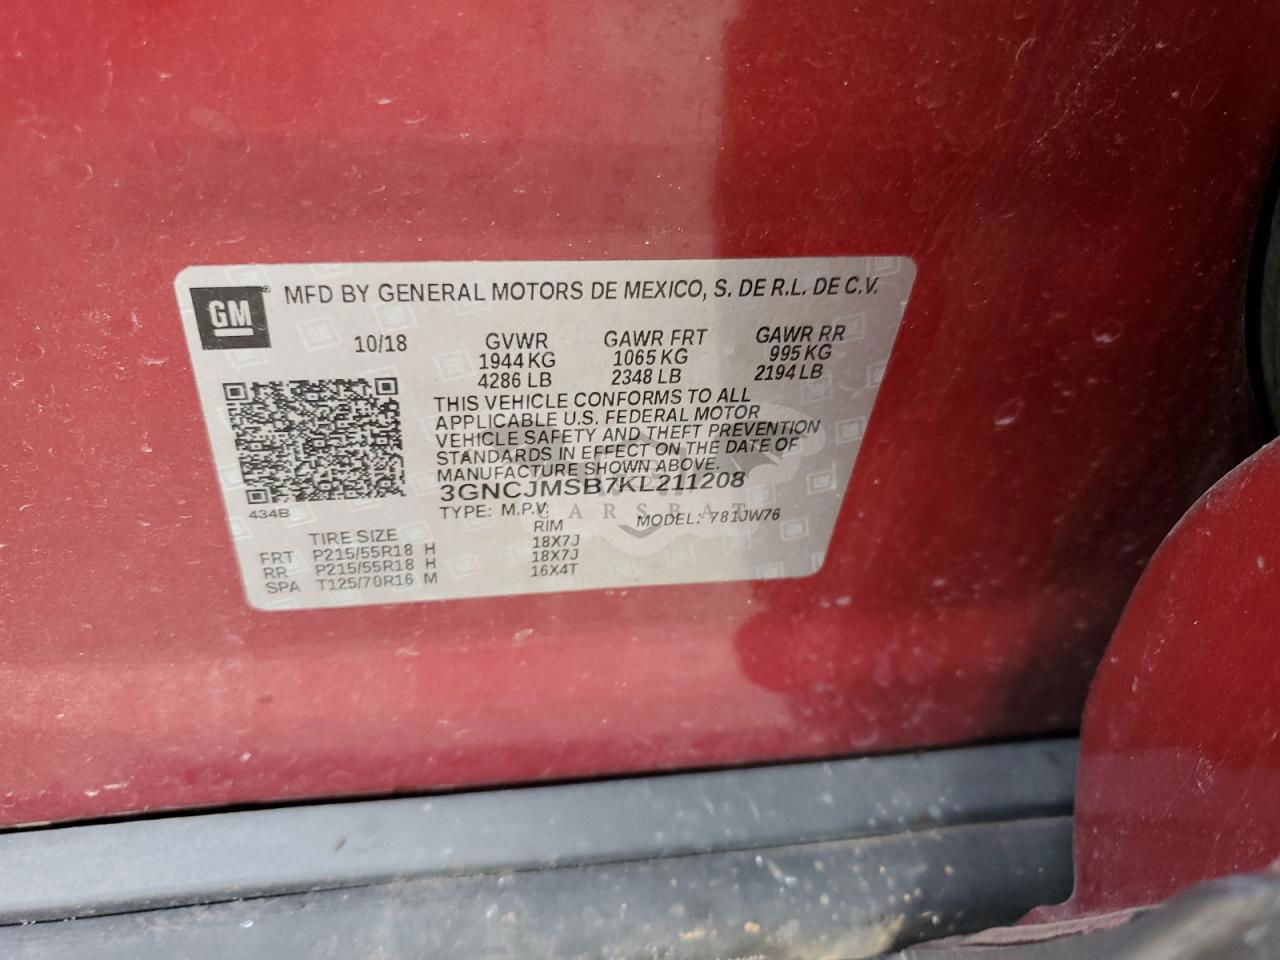 GM
MFD BY GENERAL MOTORS DE MEXICO, S. DE R.L. DE C.V.
10/18 GVWR GAWR FRT GAWR RR
1944 KG 1065 KG 995 KG
4286 LB 2348 LB 2194 LB
THIS VEHICLE CONFORMS TO ALL
APPLICABLE U.S. FEDERAL MOTOR
VEHICLE SAFETY AND THEFT PREVENTION
STANDARDS IN EFFECT ON THE DATE OF
MANUFACTURE SHOWN ABOVE.
3GNCJMSB7KL211208
434B
TYPE: M.P.V. MODEL: 781JW76
CARSBAT
TIRE SIZE RIM
FRT P215/55R18 H 18X7J
RR P215/55R18 H 18X7J
SPA T125/70R16 M 16X4T